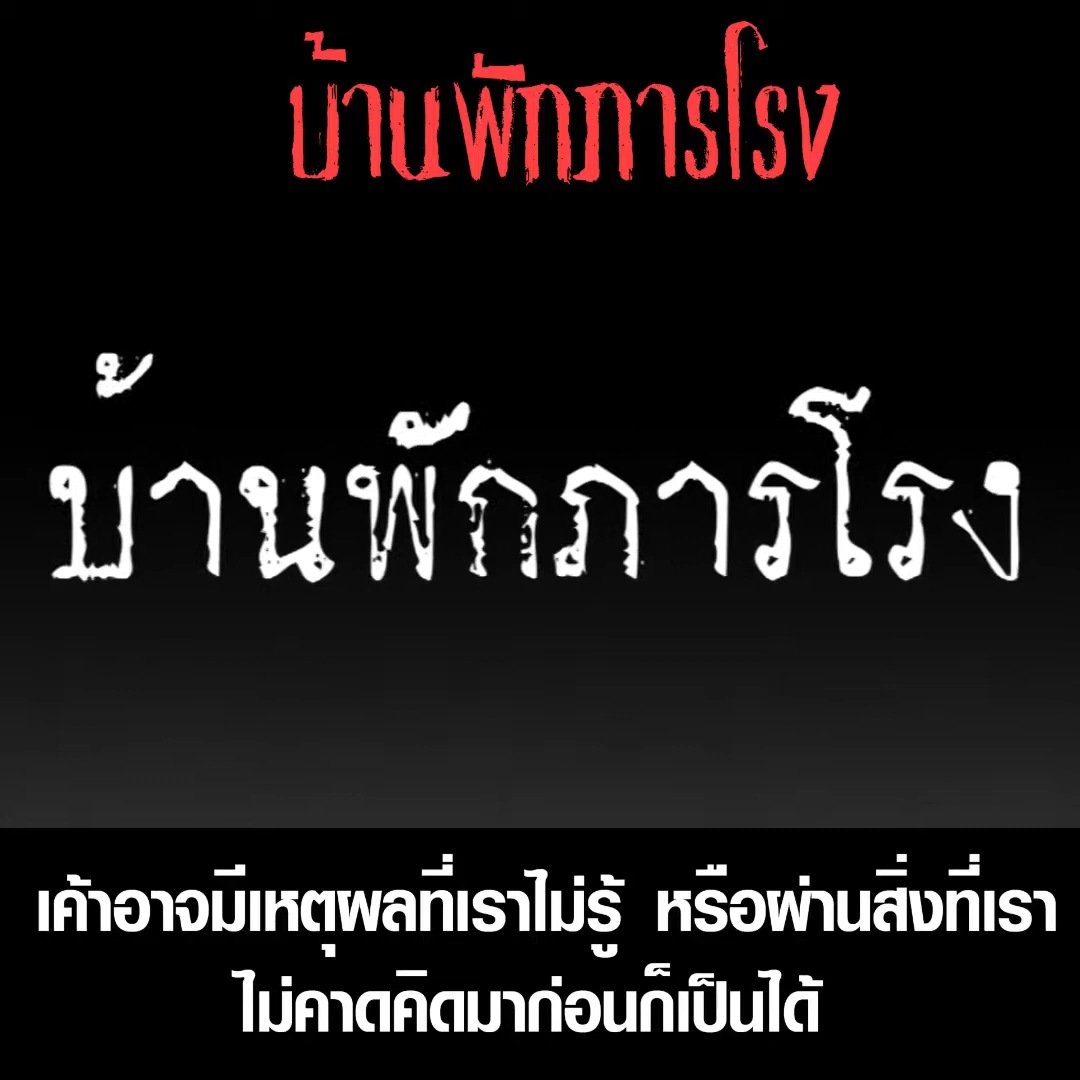 บ้านพักภารโรง
บ้านพักภารโรง
เค้าอาจมีเหตุผลที่เราไม่รู้ หรือผ่านสิ่งที่เรา
ไม่คาดคิดมาก่อนก็เป็นได้